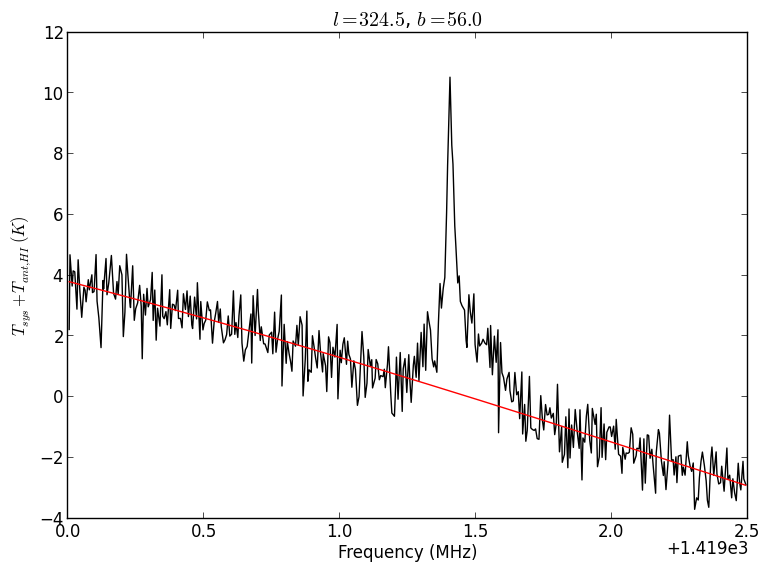 l = 324.5, b = 56.0
12
10
8
6
4
2
0
−2
−4
T_sys + T_ant,HI (K)
0.0 0.5 1.0 1.5 2.0 2.5
Frequency (MHz)
+1.419e3